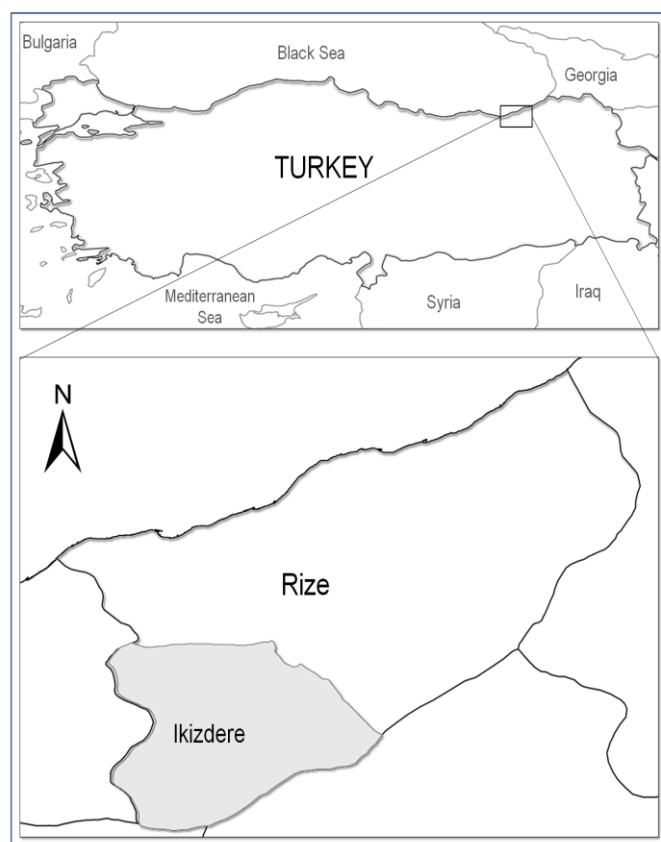 Bulgaria
Black Sea
Georgia
TURKEY
Mediterranean
Sea
Syria
Iraq
N
Rize
Ikizdere